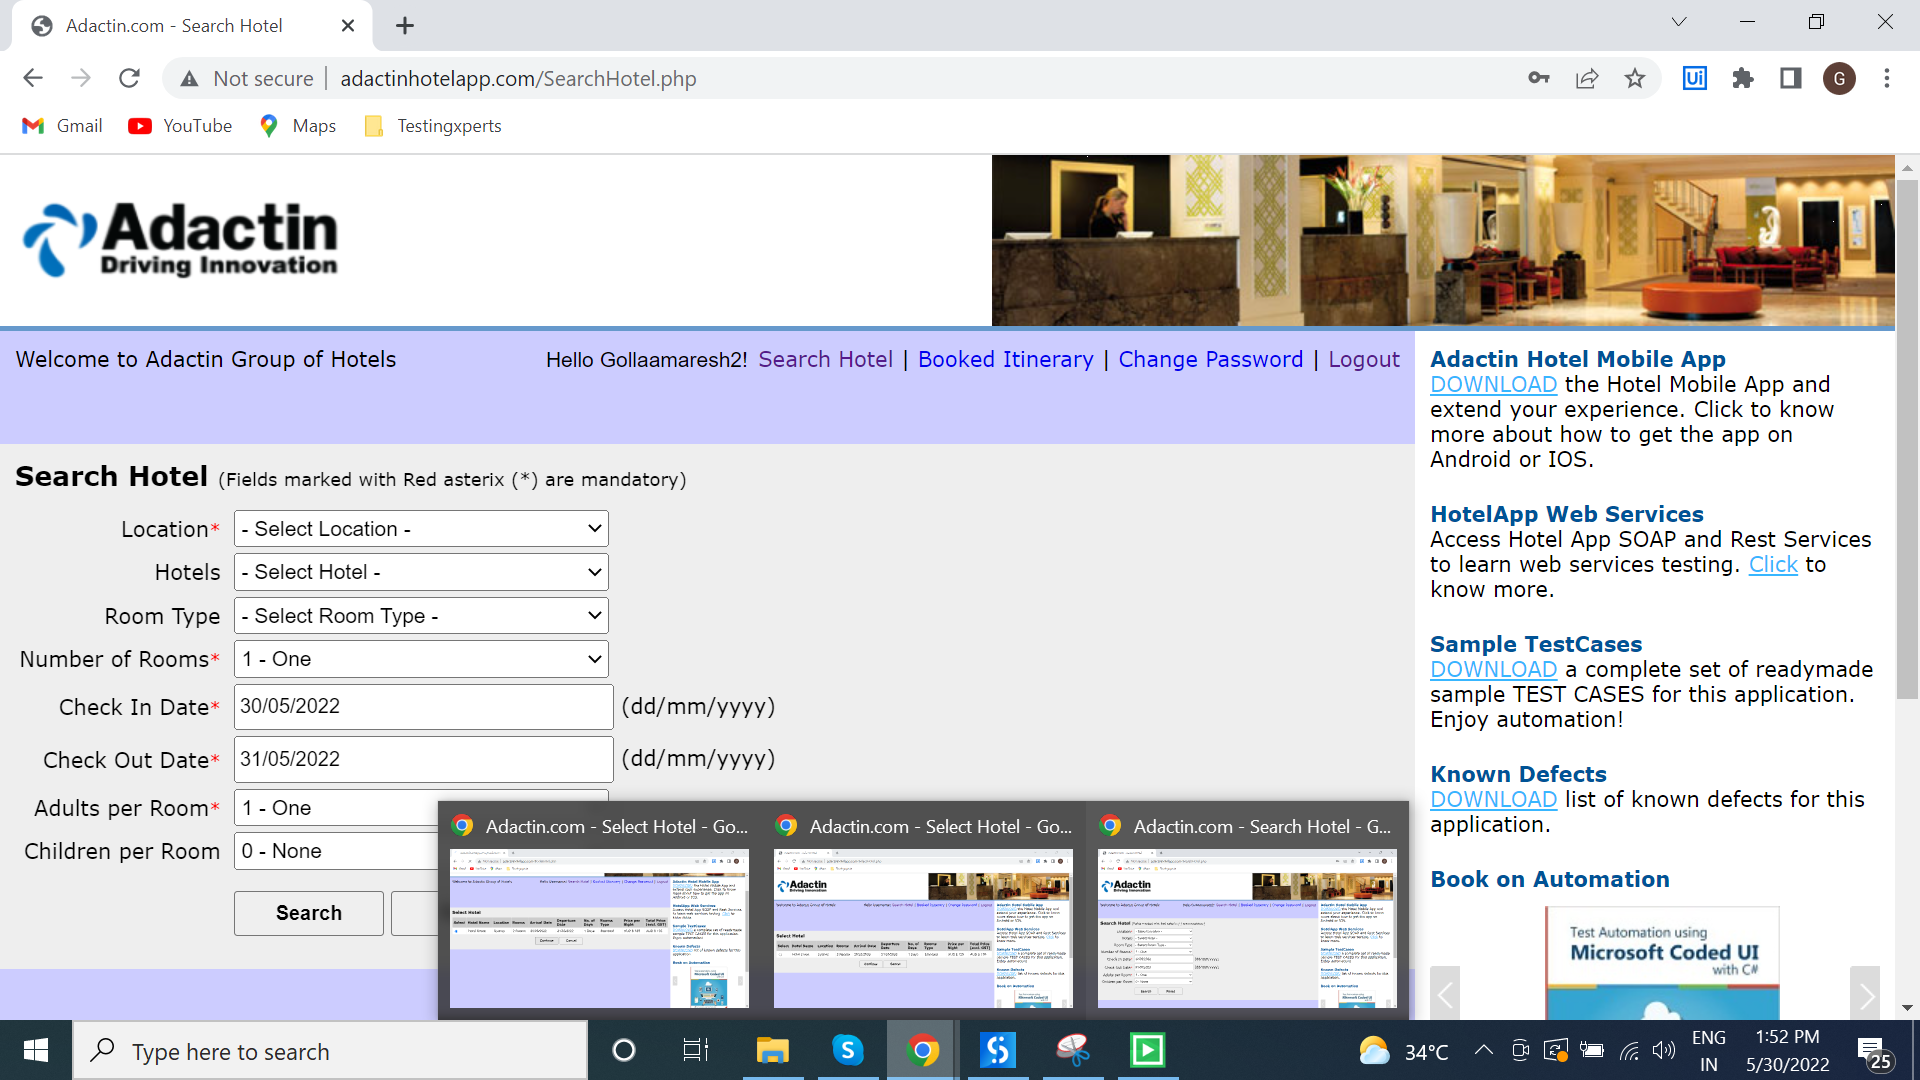 Adactin.com - Search Hotel
Not secure
adactinhotelapp.com/SearchHotel.php
Ui
G
Gmail
YouTube
Maps
Testingxperts
Adactin
Driving Innovation
Welcome to Adactin Group of Hotels
Hello Gollaamaresh2! Search Hotel | Booked Itinerary | Change Password | Logout
Search Hotel (Fields marked with Red asterix (*) are mandatory)
Location* - Select Location -
Hotels - Select Hotel -
Room Type - Select Room Type -
Number of Rooms* 1 - One
Check In Date* 30/05/2022 (dd/mm/yyyy)
Check Out Date* 31/05/2022 (dd/mm/yyyy)
Adults per Room* 1 - One
Children per Room 0 - None
Search
Adactin Hotel Mobile App
DOWNLOAD the Hotel Mobile App and
extend your experience. Click to know
more about how to get the app on
Android or IOS.
HotelApp Web Services
Access Hotel App SOAP and Rest Services
to learn web services testing. Click to
know more.
Sample TestCases
DOWNLOAD a complete set of readymade
sample TEST CASES for this application.
Enjoy automation!
Known Defects
DOWNLOAD list of known defects for this
application.
Book on Automation
Test Automation using
Microsoft Coded UI
with C#
Adactin.com - Select Hotel - Go...
Adactin.com - Select Hotel - Go...
Adactin.com - Search Hotel - G...
Adactin
Adactin
Select Hotel
Select Hotel
Search Hotel
Type here to search
34°C
ENG
IN
1:52 PM
5/30/2022
25